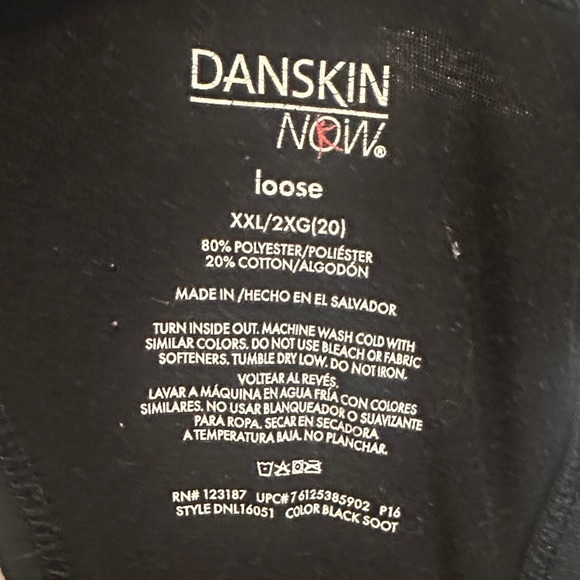 DANSKIN
NOW®
loose
XXL/2XG(20)
80% POLYESTER/POLIÉSTER
20% COTTON/ALGODÓN
MADE IN /HECHO EN EL SALVADOR
TURN INSIDE OUT. MACHINE WASH COLD WITH
SIMILAR COLORS. DO NOT USE BLEACH OR FABRIC
SOFTENERS. TUMBLE DRY LOW. DO NOT IRON.
VOLTEAR AL REVÉS.
LAVAR A MÁQUINA EN AGUA FRÍA CON COLORES
SIMILARES. NO USAR BLANQUEADOR O SUAVIZANTE
PARA ROPA. SECAR EN SECADORA
A TEMPERATURA BAJA. NO PLANCHAR.
RN# 123187 UPC# 76125385902 P16
STYLE DNL16051 COLOR BLACK SOOT